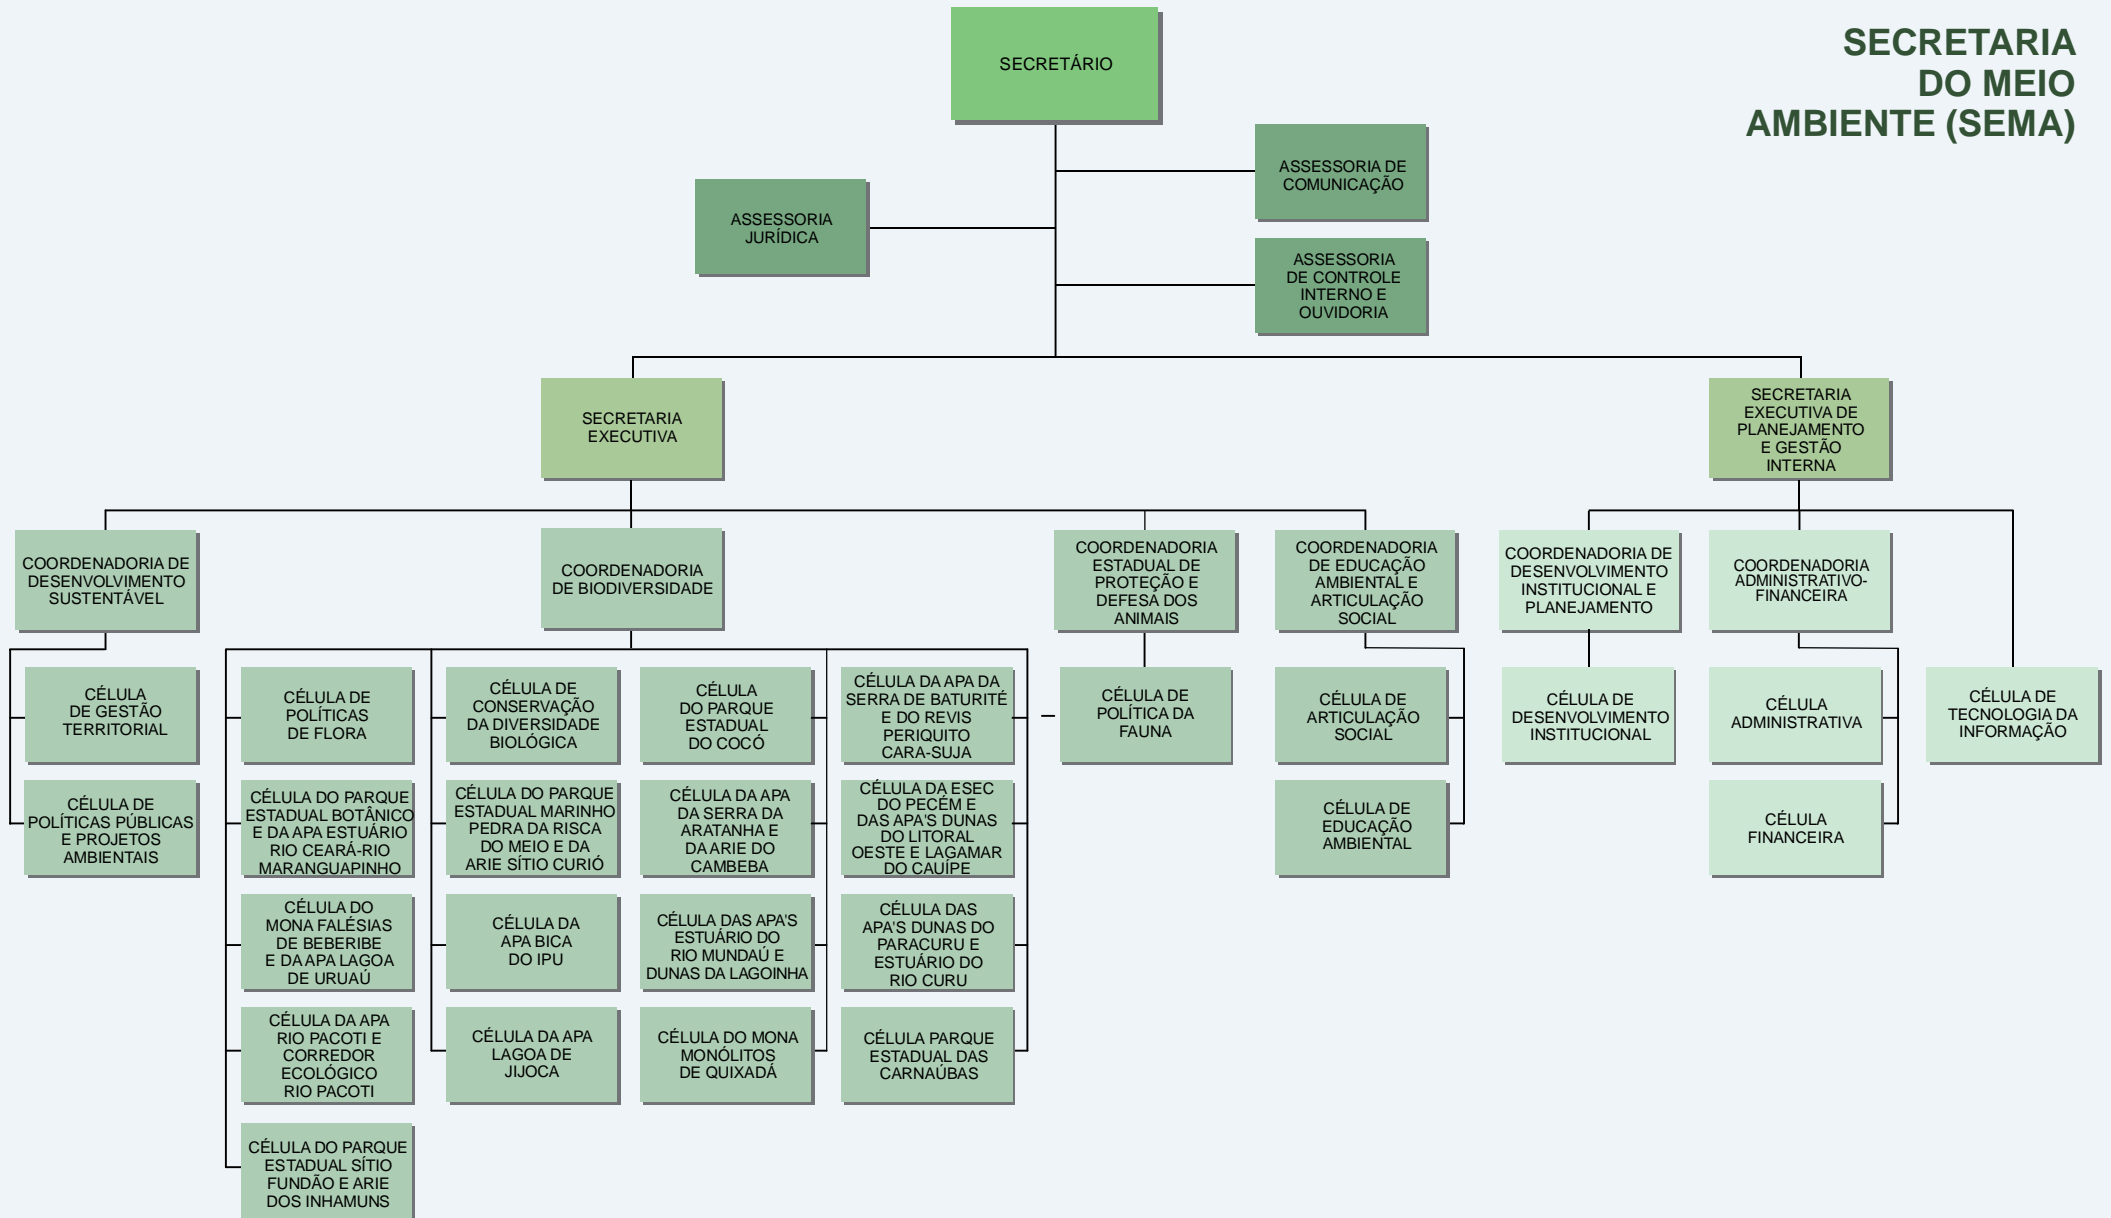 SECRETARIA
DO MEIO
AMBIENTE (SEMA)
SECRETÁRIO
ASSESSORIA DE
COMUNICAÇÃO
ASSESSORIA
JURÍDICA
ASSESSORIA
DE CONTROLE
INTERNO E
OUVIDORIA
SECRETARIA
EXECUTIVA
SECRETARIA
EXECUTIVA DE
PLANEJAMENTO
E GESTÃO
INTERNA
COORDENADORIA DE
DESENVOLVIMENTO
SUSTENTÁVEL
COORDENADORIA
DE BIODIVERSIDADE
COORDENADORIA
ESTADUAL DE
PROTEÇÃO E
DEFESA DOS
ANIMAIS
COORDENADORIA
DE EDUCAÇÃO
AMBIENTAL E
ARTICULAÇÃO
SOCIAL
COORDENADORIA DE
DESENVOLVIMENTO
INSTITUCIONAL E
PLANEJAMENTO
COORDENADORIA
ADMINISTRATIVO-
FINANCEIRA
CÉLULA
DE GESTÃO
TERRITORIAL
CÉLULA DE
POLÍTICAS
DE FLORA
CÉLULA DE
CONSERVAÇÃO
DA DIVERSIDADE
BIOLÓGICA
CÉLULA
DO PARQUE
ESTADUAL
DO COCÓ
CÉLULA DA APA DA
SERRA DE BATURITÉ
E DO REVIS
PERIQUITO
CARA-SUJA
CÉLULA DE
POLÍTICA DA
FAUNA
CÉLULA DE
ARTICULAÇÃO
SOCIAL
CÉLULA DE
DESENVOLVIMENTO
INSTITUCIONAL
CÉLULA
ADMINISTRATIVA
CÉLULA DE
TECNOLOGIA DA
INFORMAÇÃO
CÉLULA DE
POLÍTICAS PÚBLICAS
E PROJETOS
AMBIENTAIS
CÉLULA DO PARQUE
ESTADUAL BOTÂNICO
E DA APA ESTUÁRIO
RIO CEARÁ-RIO
MARANGUAPINHO
CÉLULA DO PARQUE
ESTADUAL MARINHO
PEDRA DA RISCA
DO MEIO E DA
ARIE SÍTIO CURIÓ
CÉLULA DA APA
DA SERRA DA
ARATANHA E
DA ARIE DO
CAMBEBA
CÉLULA DA ESEC
DO PECÉM E
DAS APA'S DUNAS
DO LITORAL
OESTE E LAGAMAR
DO CAUÍPE
CÉLULA DE
EDUCAÇÃO
AMBIENTAL
CÉLULA
FINANCEIRA
CÉLULA DO
MONA FALÉSIAS
DE BEBERIBE
E DA APA LAGOA
DE URUAÚ
CÉLULA DA
APA BICA
DO IPU
CÉLULA DAS APA'S
ESTUÁRIO DO
RIO MUNDAÚ E
DUNAS DA LAGOINHA
CÉLULA DAS
APA'S DUNAS DO
PARACURU E
ESTUÁRIO DO
RIO CURU
CÉLULA DA APA
RIO PACOTI E
CORREDOR
ECOLÓGICO
RIO PACOTI
CÉLULA DA APA
LAGOA DE
JIJOCA
CÉLULA DO MONA
MONÓLITOS
DE QUIXADÁ
CÉLULA PARQUE
ESTADUAL DAS
CARNAÚBAS
CÉLULA DO PARQUE
ESTADUAL SÍTIO
FUNDÃO E ARIE
DOS INHAMUNS